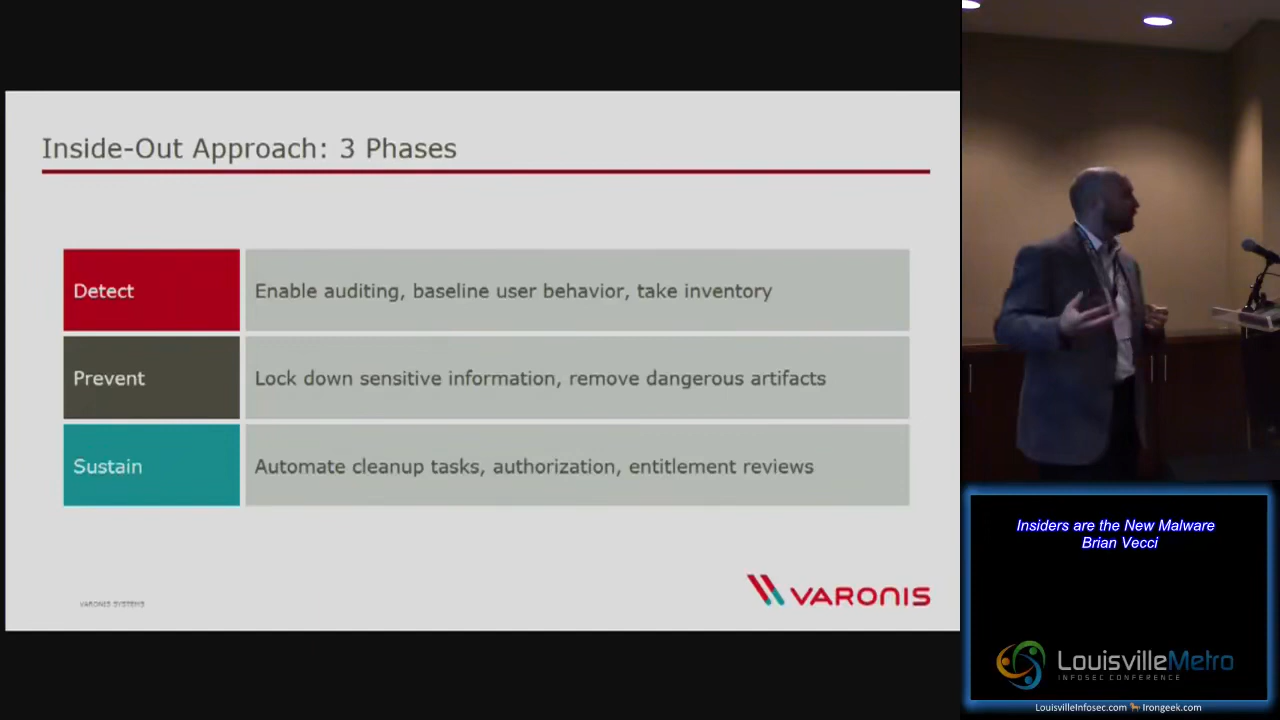 Inside-Out Approach: 3 Phases
Detect
Enable auditing, baseline user behavior, take inventory
Prevent
Lock down sensitive information, remove dangerous artifacts
Sustain
Automate cleanup tasks, authorization, entitlement reviews
VARONIS SYSTEMS
VARONIS
Insiders are the New Malware
Brian Vecci
LouisvilleMetro
INFOSEC CONFERENCE
LouisvilleInfosec.com Irongeek.com